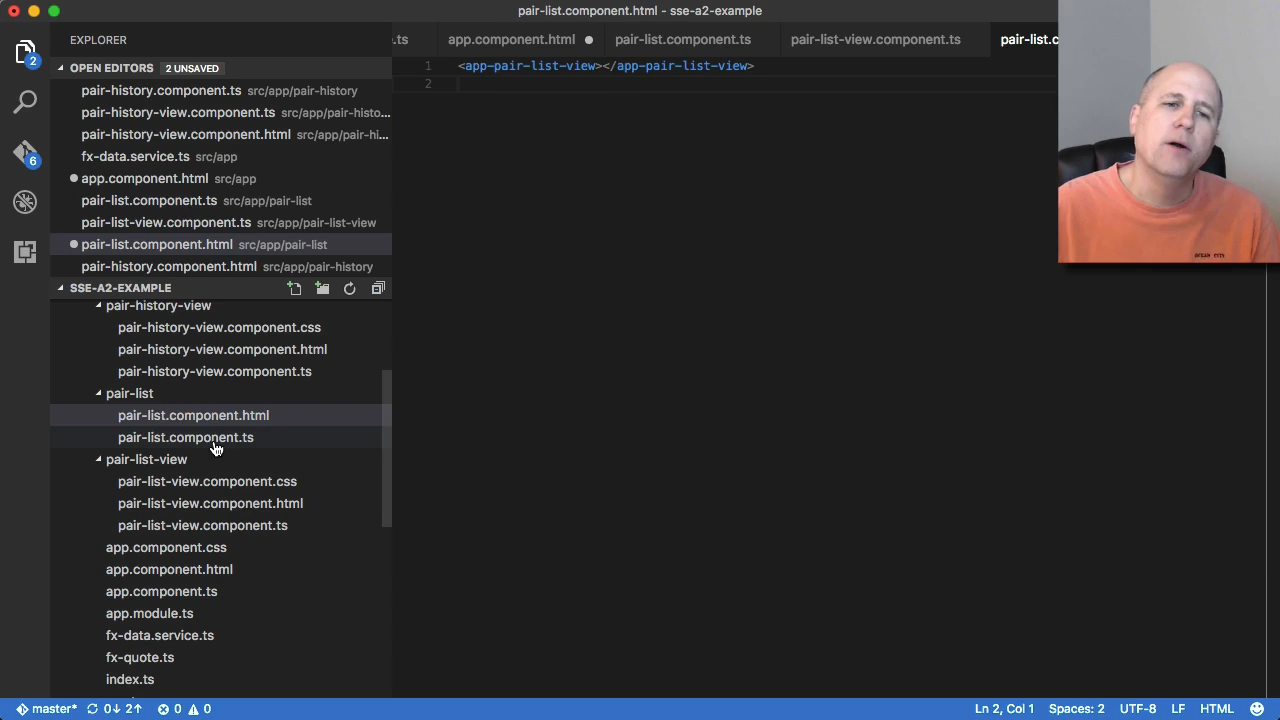 pair-list.component.html - sse-a2-example
EXPLORER
.ts app.component.html pair-list.component.ts pair-list-view.component.ts pair-list.c
OPEN EDITORS 2 UNSAVED
1 <app-pair-list-view></app-pair-list-view>
2
2
pair-history.component.ts src/app/pair-history
pair-history-view.component.ts src/app/pair-histo...
pair-history-view.component.html src/app/pair-hi...
fx-data.service.ts src/app
6
app.component.html src/app
pair-list.component.ts src/app/pair-list
pair-list-view.component.ts src/app/pair-list-view
pair-list.component.html src/app/pair-list
pair-history.component.html src/app/pair-history
SSE-A2-EXAMPLE
pair-history-view
pair-history-view.component.css
pair-history-view.component.html
pair-history-view.component.ts
pair-list
pair-list.component.html
pair-list.component.ts
pair-list-view
pair-list-view.component.css
pair-list-view.component.html
pair-list-view.component.ts
app.component.css
app.component.html
app.component.ts
app.module.ts
fx-data.service.ts
fx-quote.ts
index.ts
master* 0↓ 2↑ 0 0 Ln 2, Col 1 Spaces: 2 UTF-8 LF HTML